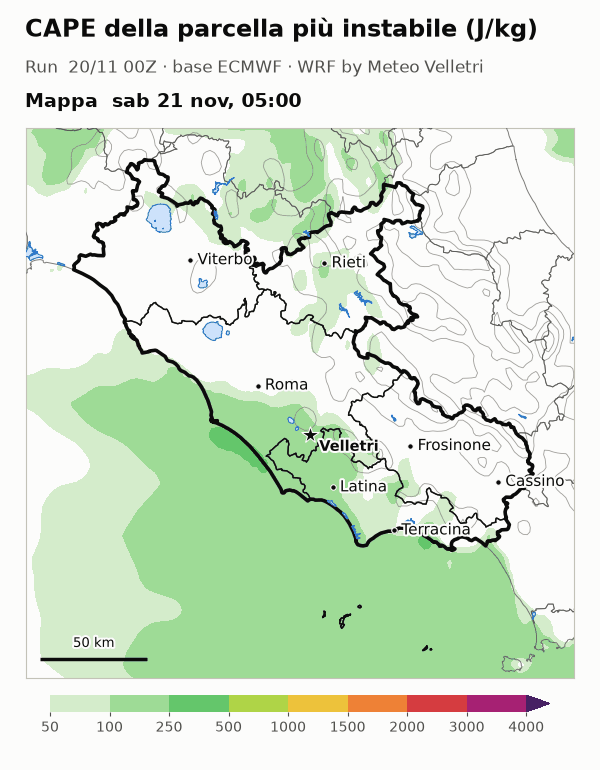 CAPE della parcella più instabile (J/kg)
Run  20/11 00Z · base ECMWF · WRF by Meteo Velletri
Mappa  sab 21 nov, 05:00
Viterbo
Rieti
Roma
Velletri
Frosinone
Latina
Cassino
Terracina
50 km
50 100 250 500 1000 1500 2000 3000 4000